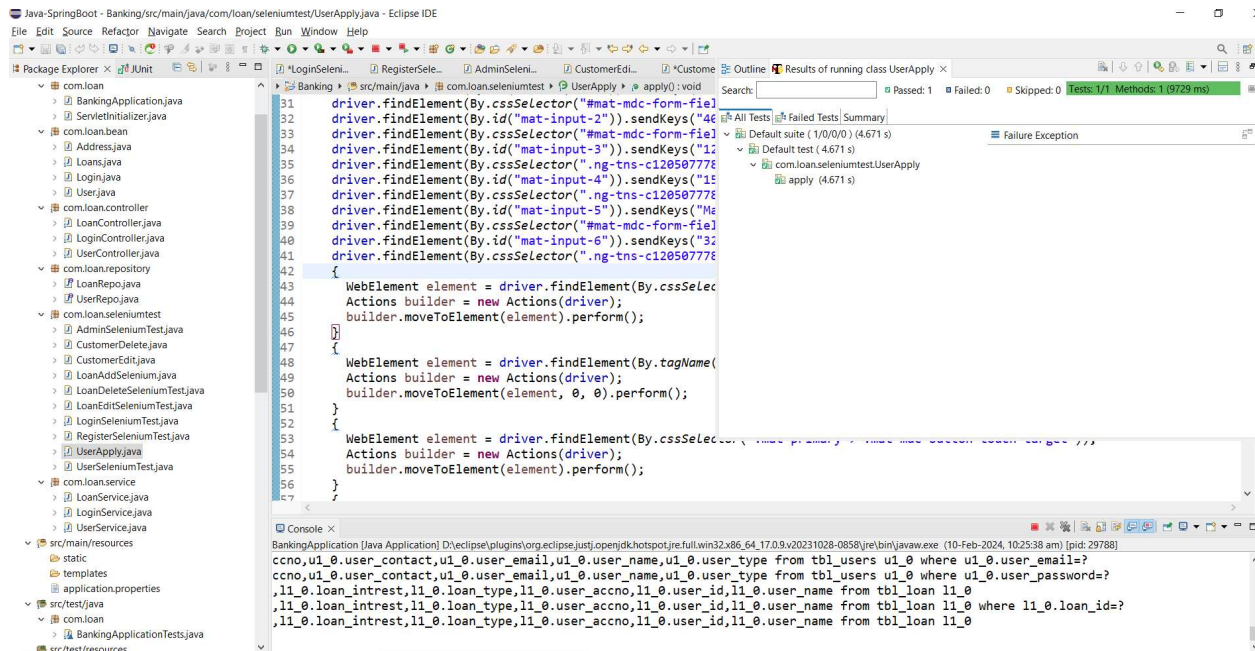 Java-SpringBoot - Banking/src/main/java/com/loan/seleniumtest/UserApply.java - Eclipse IDE
File Edit Source Refactor Navigate Search Project Run Window Help
Package Explorer × JUnit
com.loan
BankingApplication.java
ServletInitializer.java
com.loan.bean
Address.java
Loans.java
Login.java
User.java
com.loan.controller
LoanController.java
LoginController.java
UserController.java
com.loan.repository
LoanRepo.java
UserRepo.java
com.loan.seleniumtest
AdminSeleniumTest.java
CustomerDelete.java
CustomerEdit.java
LoanAddSelenium.java
LoanDeleteSeleniumTest.java
LoanEditSeleniumTest.java
LoginSeleniumTest.java
RegisterSeleniumTest.java
UserApply.java
UserSeleniumTest.java
com.loan.service
LoanService.java
LoginService.java
UserService.java
src/main/resources
static
templates
application.properties
src/test/java
com.loan
BankingApplicationTests.java
src/test/resources
*LoginSeleni... RegisterSele... AdminSeleni... CustomerEdi... *Custome
Banking src/main/java com.loan.seleniumtest UserApply apply() : void
31 driver.findElement(By.cssSelector("#mat-mdc-form-fiel
32 driver.findElement(By.id("mat-input-2")).sendKeys("46
33 driver.findElement(By.cssSelector("#mat-mdc-form-fiel
34 driver.findElement(By.id("mat-input-3")).sendKeys("12
35 driver.findElement(By.cssSelector(".ng-tns-c120507778
36 driver.findElement(By.id("mat-input-4")).sendKeys("15
37 driver.findElement(By.cssSelector(".ng-tns-c120507778
38 driver.findElement(By.id("mat-input-5")).sendKeys("Ma
39 driver.findElement(By.cssSelector("#mat-mdc-form-fiel
40 driver.findElement(By.id("mat-input-6")).sendKeys("32
41 driver.findElement(By.cssSelector(".ng-tns-c120507778
42 {
43 WebElement element = driver.findElement(By.cssSelec
44 Actions builder = new Actions(driver);
45 builder.moveToElement(element).perform();
46 }
47 {
48 WebElement element = driver.findElement(By.tagName(
49 Actions builder = new Actions(driver);
50 builder.moveToElement(element, 0, 0).perform();
51 }
52 {
53 WebElement element = driver.findElement(By.cssSelec
54 Actions builder = new Actions(driver);
55 builder.moveToElement(element).perform();
56 }
57 {
Outline Results of running class UserApply ×
Search: Passed: 1 Failed: 0 Skipped: 0 Tests: 1/1 Methods: 1 (9729 ms)
All Tests Failed Tests Summary
Default suite ( 1/0/0/0 ) (4.671 s)
Default test ( 4.671 s)
com.loan.seleniumtest.UserApply
apply (4.671 s)
Failure Exception
Console ×
BankingApplication [Java Application] D:\eclipse\plugins\org.eclipse.justj.openjdk.hotspot.jre.full.win32.x86_64_17.0.9.v20231028-0858\jre\bin\javaw.exe (10-Feb-2024, 10:25:38 am) [pid: 29788]
ccno,u1_0.user_contact,u1_0.user_email,u1_0.user_name,u1_0.user_type from tbl_users u1_0 where u1_0.user_email=?
ccno,u1_0.user_contact,u1_0.user_email,u1_0.user_name,u1_0.user_type from tbl_users u1_0 where u1_0.user_password=?
,l1_0.loan_intrest,l1_0.loan_type,l1_0.user_accno,l1_0.user_id,l1_0.user_name from tbl_loan l1_0
,l1_0.loan_intrest,l1_0.loan_type,l1_0.user_accno,l1_0.user_id,l1_0.user_name from tbl_loan l1_0 where l1_0.loan_id=?
,l1_0.loan_intrest,l1_0.loan_type,l1_0.user_accno,l1_0.user_id,l1_0.user_name from tbl_loan l1_0